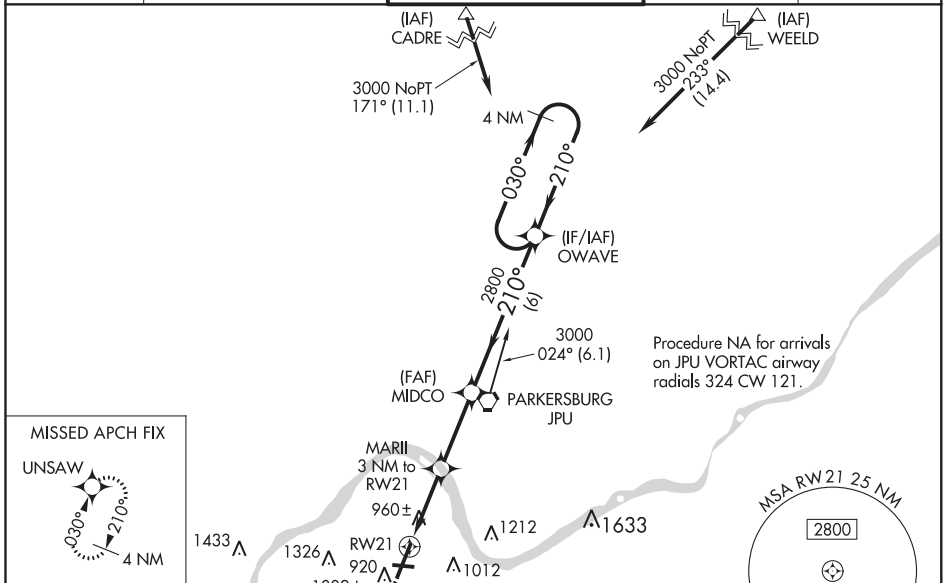 (IAF)
CADRE
(IAF)
WEELD
3000 NoPT
171° (11.1)
3000 NoPT
233°
(14.4)
4 NM
030°
210°
(IF/IAF)
OWAVE
2800
210°
(6)
3000
024° (6.1)
Procedure NA for arrivals
on JPU VORTAC airway
radials 324 CW 121.
(FAF)
MIDCO
PARKERSBURG
JPU
MISSED APCH FIX
UNSAW
030°
210°
4 NM
MARII
3 NM to
RW21
960±
1212
1633
1433
1326
RW21
920
1012
MSA RW21 25 NM
2800